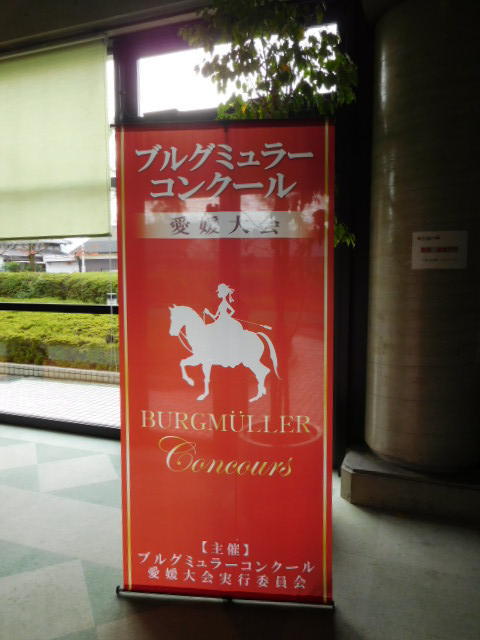 ブルグミュラー
コンクール
愛媛大会
BURGMÜLLER
Concours
【主催】
ブルグミュラーコンクール
愛媛大会実行委員会